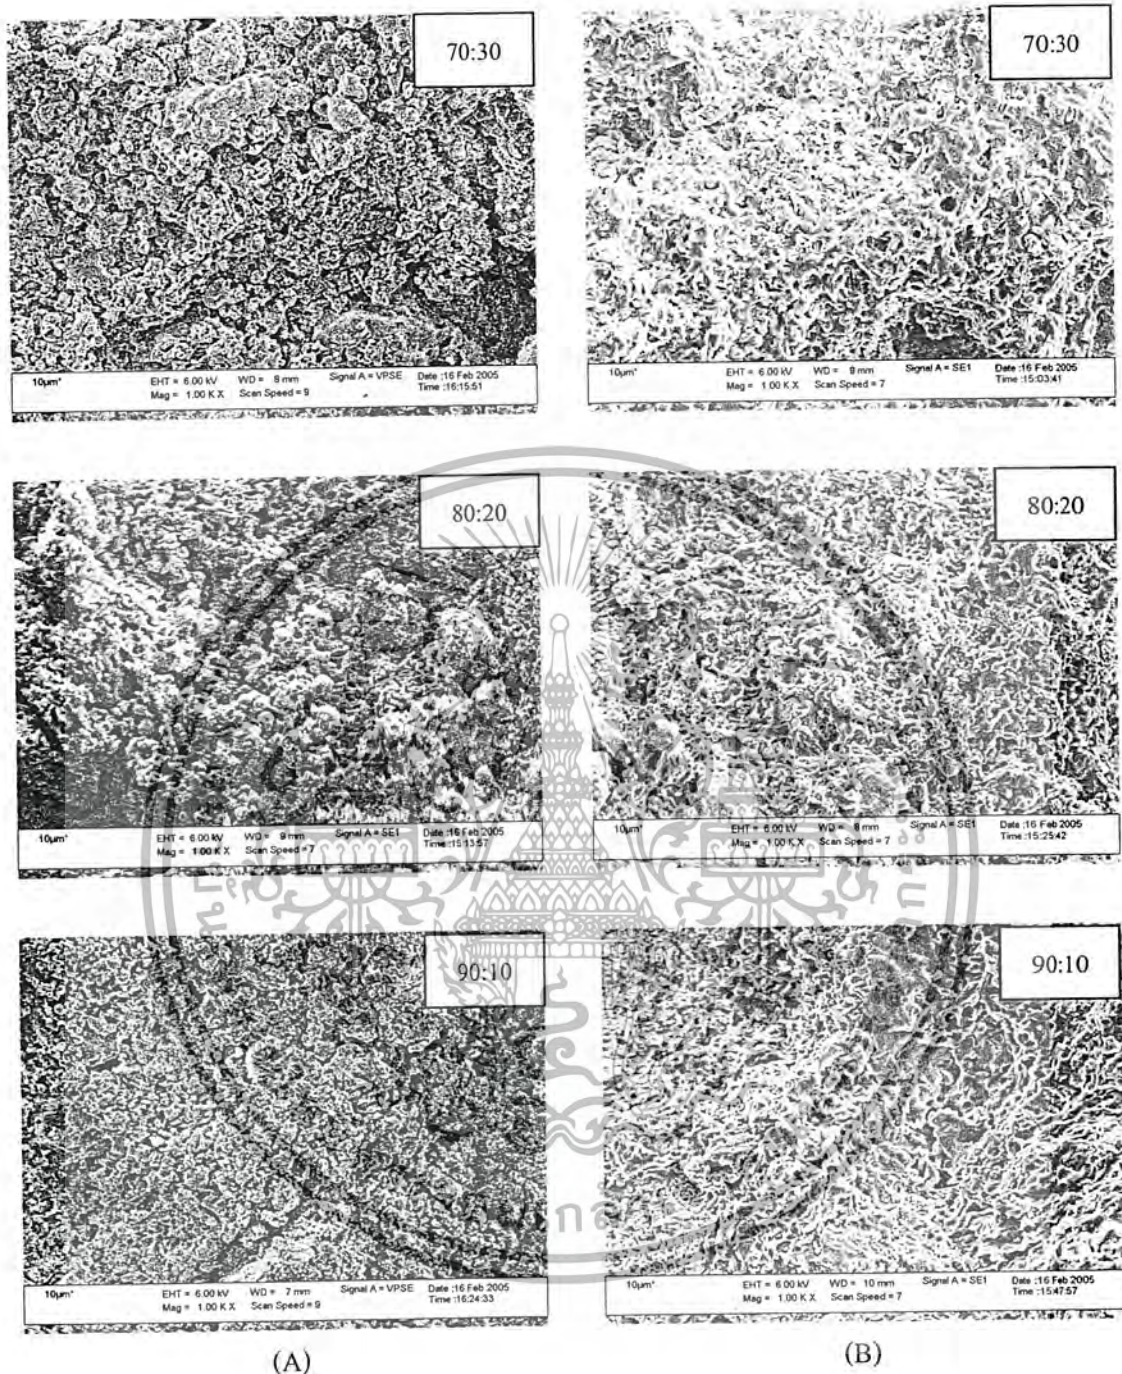 70:30
70:30
10µm*
EHT = 6.00 kV WD = 8 mm Signal A = VPSE Date :16 Feb 2005
Mag = 1.00 K X Scan Speed = 9 Time :16:15:51
10µm*
EHT = 6.00 kV WD = 9 mm Signal A = SE1 Date :16 Feb 2005
Mag = 1.00 K X Scan Speed = 7 Time :15:03:41
80:20
80:20
10µm*
EHT = 6.00 kV WD = 9 mm Signal A = SE1 Date :16 Feb 2005
Mag = 1.00 K X Scan Speed = 7 Time :15:13:57
10µm*
EHT = 6.00 kV WD = 8 mm Signal A = SE1 Date :16 Feb 2005
Mag = 1.00 K X Scan Speed = 7 Time :15:25:42
90:10
90:10
10µm*
EHT = 6.00 kV WD = 7 mm Signal A = VPSE Date :16 Feb 2005
Mag = 1.00 K X Scan Speed = 9 Time :16:24:33
10µm*
EHT = 6.00 kV WD = 10 mm Signal A = SE1 Date :16 Feb 2005
Mag = 1.00 K X Scan Speed = 7 Time :15:47:57
(A)
(B)